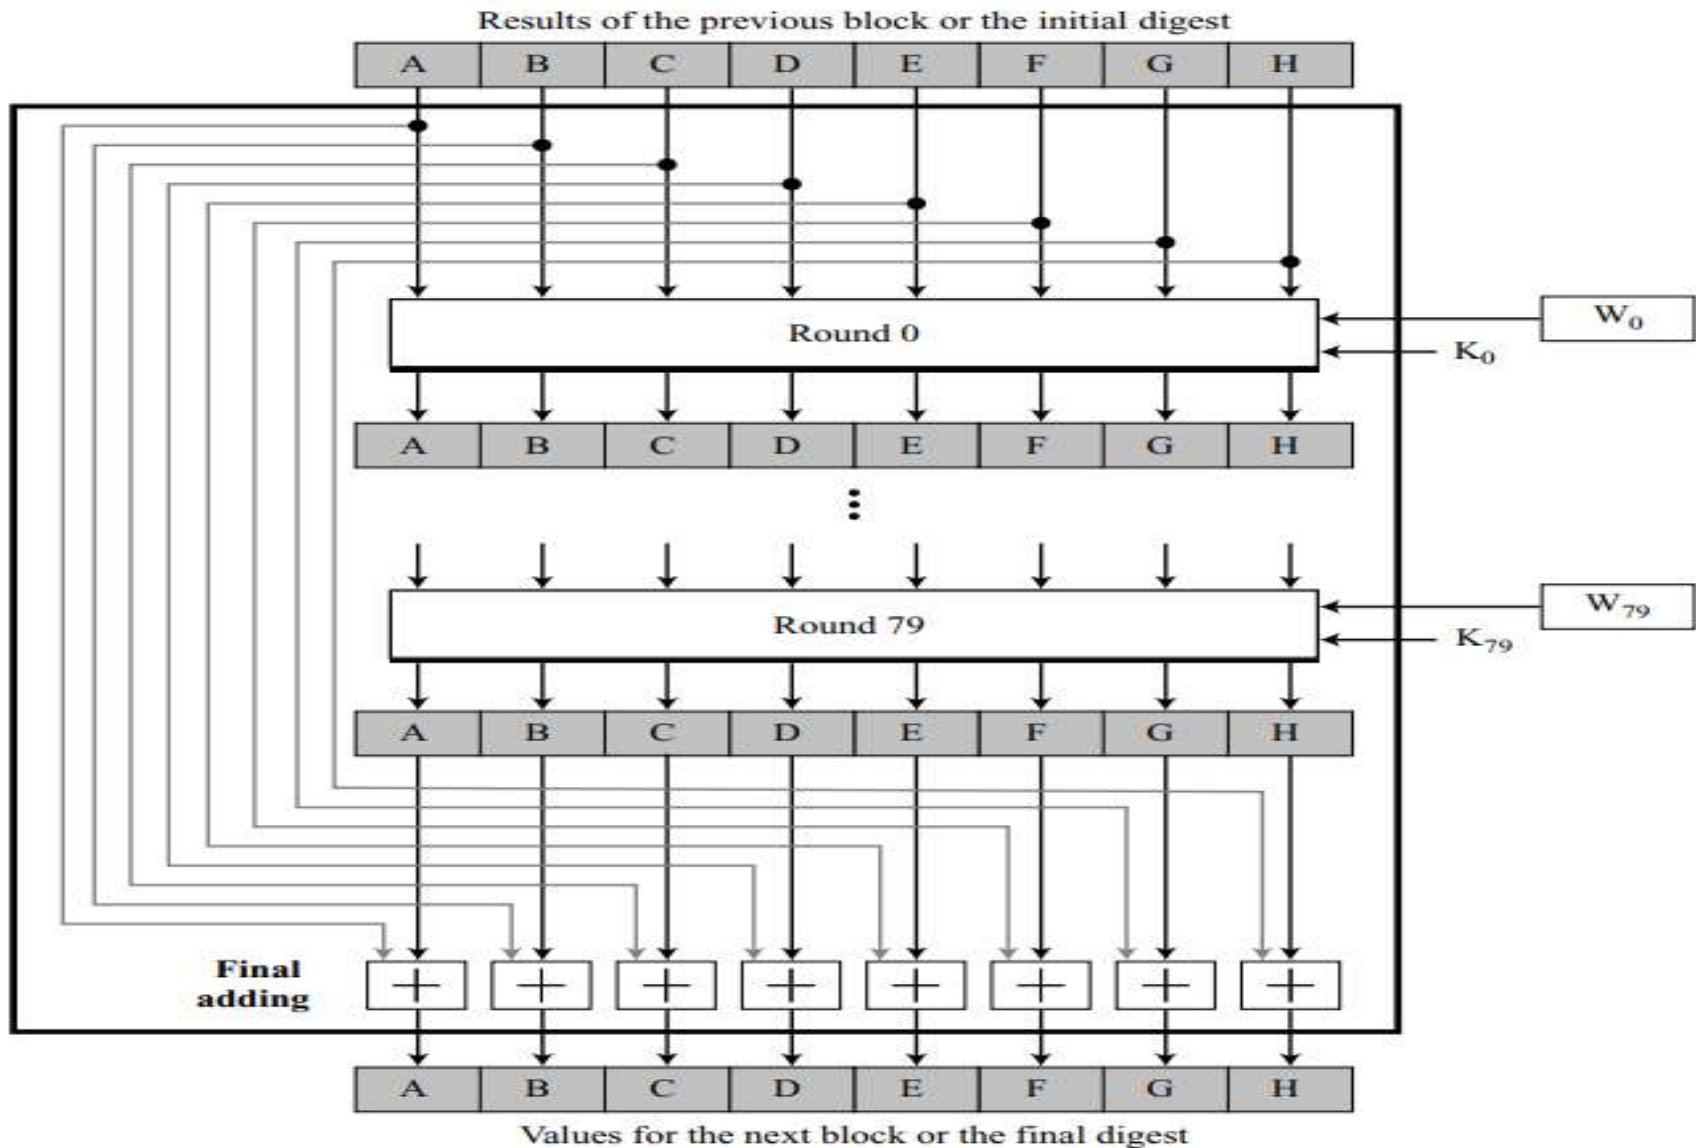 Results of the previous block or the initial digest
A B C D E F G H
Round 0
W₀
K₀
A B C D E F G H
Round 79
W₇₉
K₇₉
A B C D E F G H
Final
adding
+ + + + + + + +
A B C D E F G H
Values for the next block or the final digest